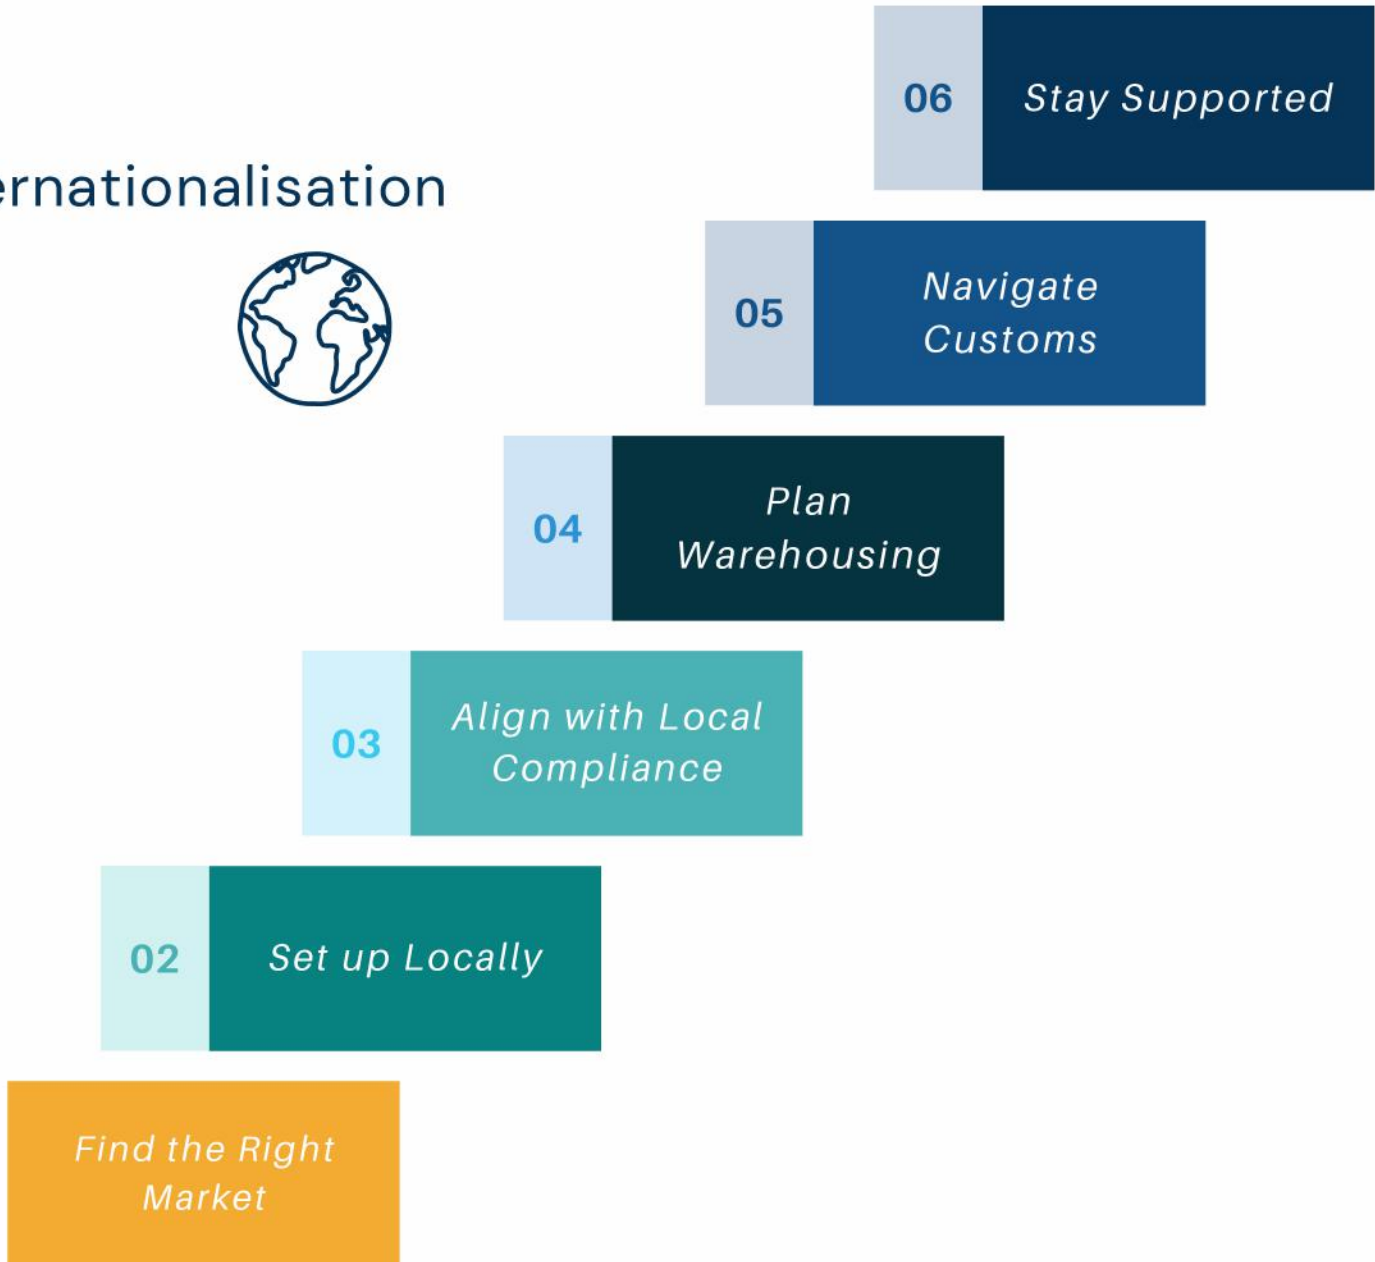 06 Stay Supported
ernationalisation
05 Navigate
Customs
04 Plan
Warehousing
03 Align with Local
Compliance
02 Set up Locally
Find the Right
Market